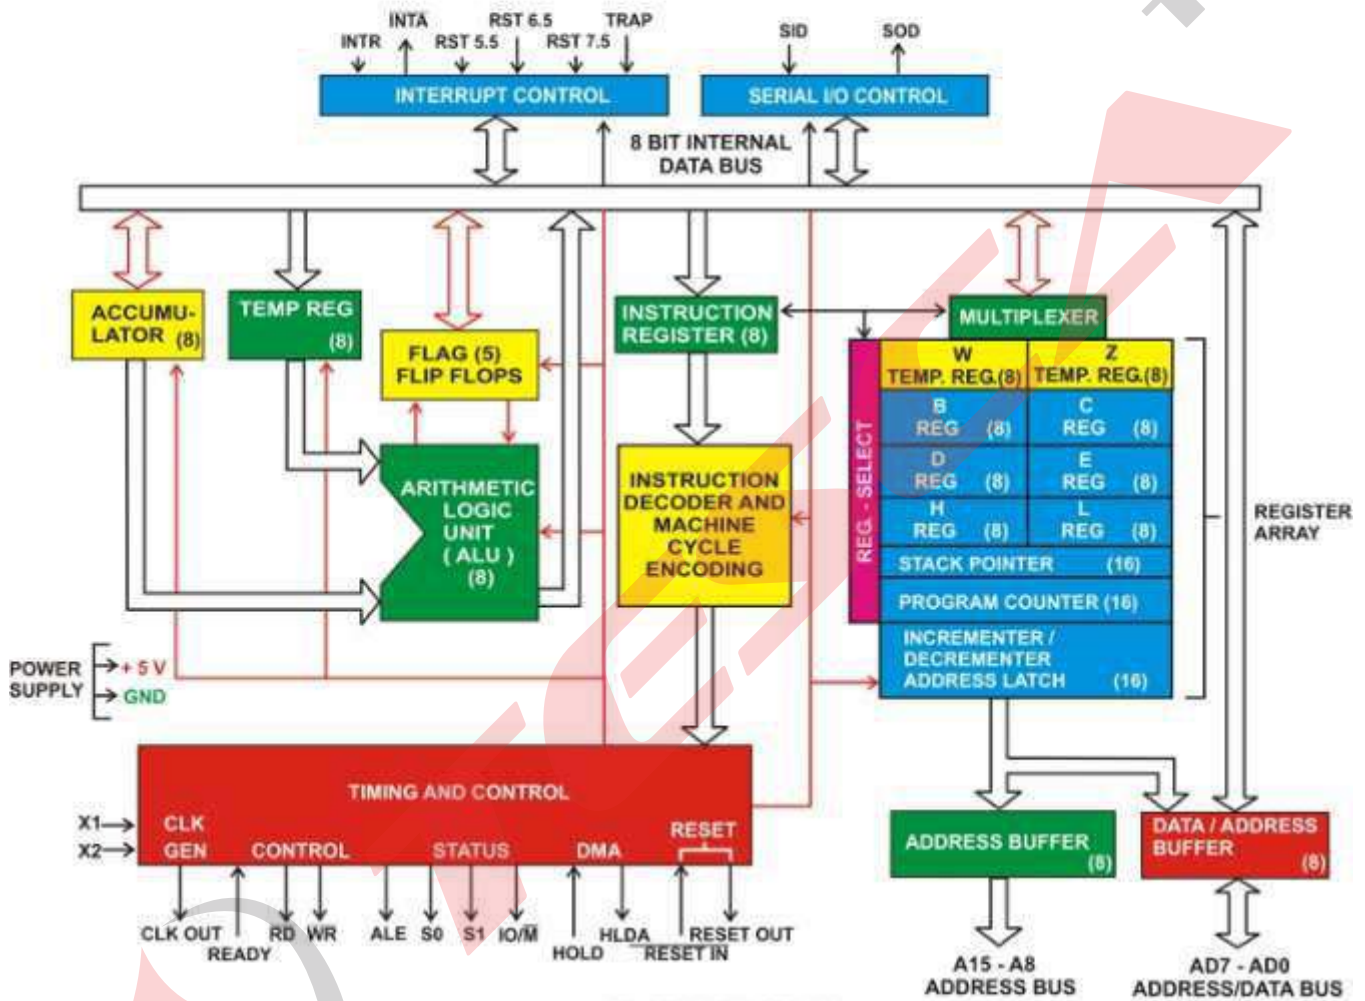 INTR
INTA
RST 5.5
RST 6.5
RST 7.5
TRAP
SID
SOD
INTERRUPT CONTROL
SERIAL I/O CONTROL
8 BIT INTERNAL
DATA BUS
ACCUMU-
LATOR (8)
TEMP REG
(8)
FLAG (5)
FLIP FLOPS
INSTRUCTION
REGISTER (8)
MULTIPLEXER
REG - SELECT
W
TEMP. REG.(8)
Z
TEMP. REG.(8)
B
REG (8)
C
REG (8)
D
REG (8)
E
REG (8)
H
REG (8)
L
REG (8)
STACK POINTER (16)
PROGRAM COUNTER (16)
INCREMENTER /
DECREMENTER
ADDRESS LATCH (16)
REGISTER
ARRAY
ARITHMETIC
LOGIC
UNIT
( ALU )
(8)
INSTRUCTION
DECODER AND
MACHINE
CYCLE
ENCODING
POWER
SUPPLY
+ 5 V
GND
TIMING AND CONTROL
X1
X2
CLK
GEN
CONTROL
STATUS
DMA
RESET
CLK OUT
READY
RD
WR
ALE
S0
S1
IO/M̅
HOLD
HLDA
RESET IN
RESET OUT
ADDRESS BUFFER
(8)
DATA / ADDRESS
BUFFER
(8)
A15 - A8
ADDRESS BUS
AD7 - AD0
ADDRESS/DATA BUS